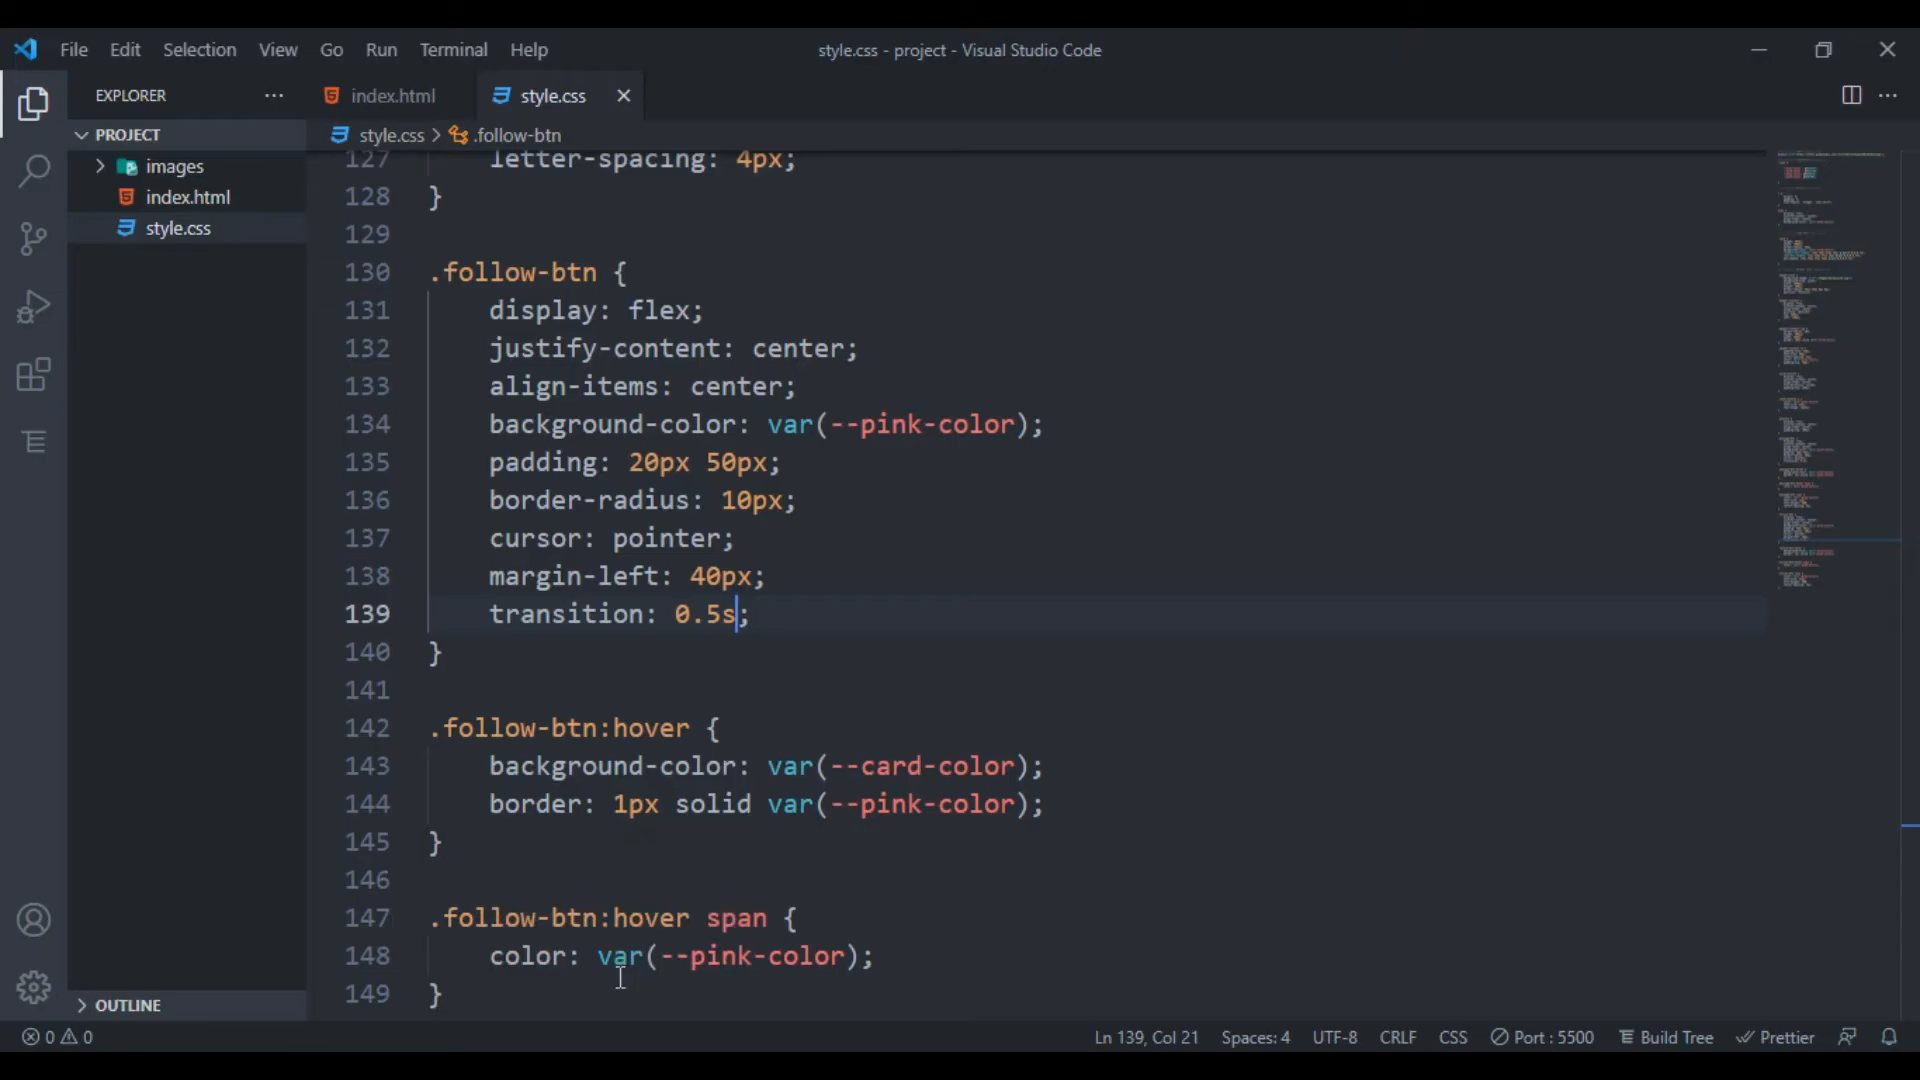 File Edit Selection View Go Run Terminal Help
style.css - project - Visual Studio Code
EXPLORER
index.html
style.css
PROJECT
images
index.html
style.css
OUTLINE
style.css > .follow-btn
127 letter-spacing: 4px;
128 }
129
130 .follow-btn {
131 display: flex;
132 justify-content: center;
133 align-items: center;
134 background-color: var(--pink-color);
135 padding: 20px 50px;
136 border-radius: 10px;
137 cursor: pointer;
138 margin-left: 40px;
139 transition: 0.5s;
140 }
141
142 .follow-btn:hover {
143 background-color: var(--card-color);
144 border: 1px solid var(--pink-color);
145 }
146
147 .follow-btn:hover span {
148 color: var(--pink-color);
149 }
0 0 Ln 139, Col 21 Spaces: 4 UTF-8 CRLF CSS Port : 5500 Build Tree Prettier